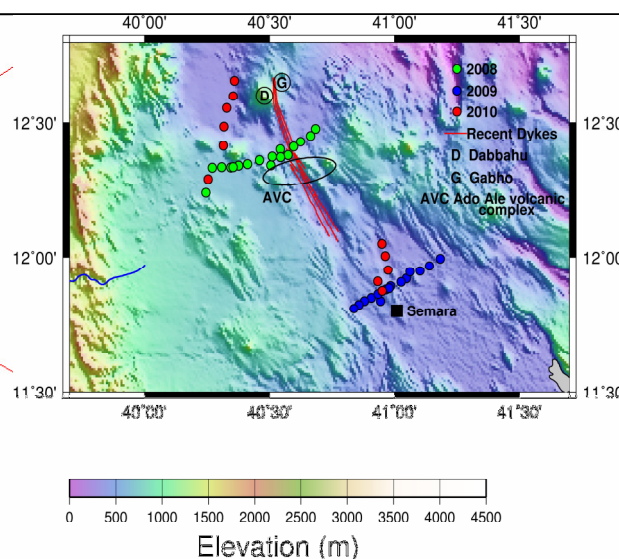 40˚00' 40˚30' 41˚00' 41˚30'
12˚30' 12˚30'
12˚00' 12˚00'
11˚30' 11˚30'
G
D
2008
2009
2010
Recent Dykes
D Dabbahu
G Gabho
AVC Ado Ale volcanic
complex
AVC
Semara
40˚00' 40˚30' 41˚00' 41˚30'
0 500 1000 1500 2000 2500 3000 3500 4000 4500
Elevation (m)